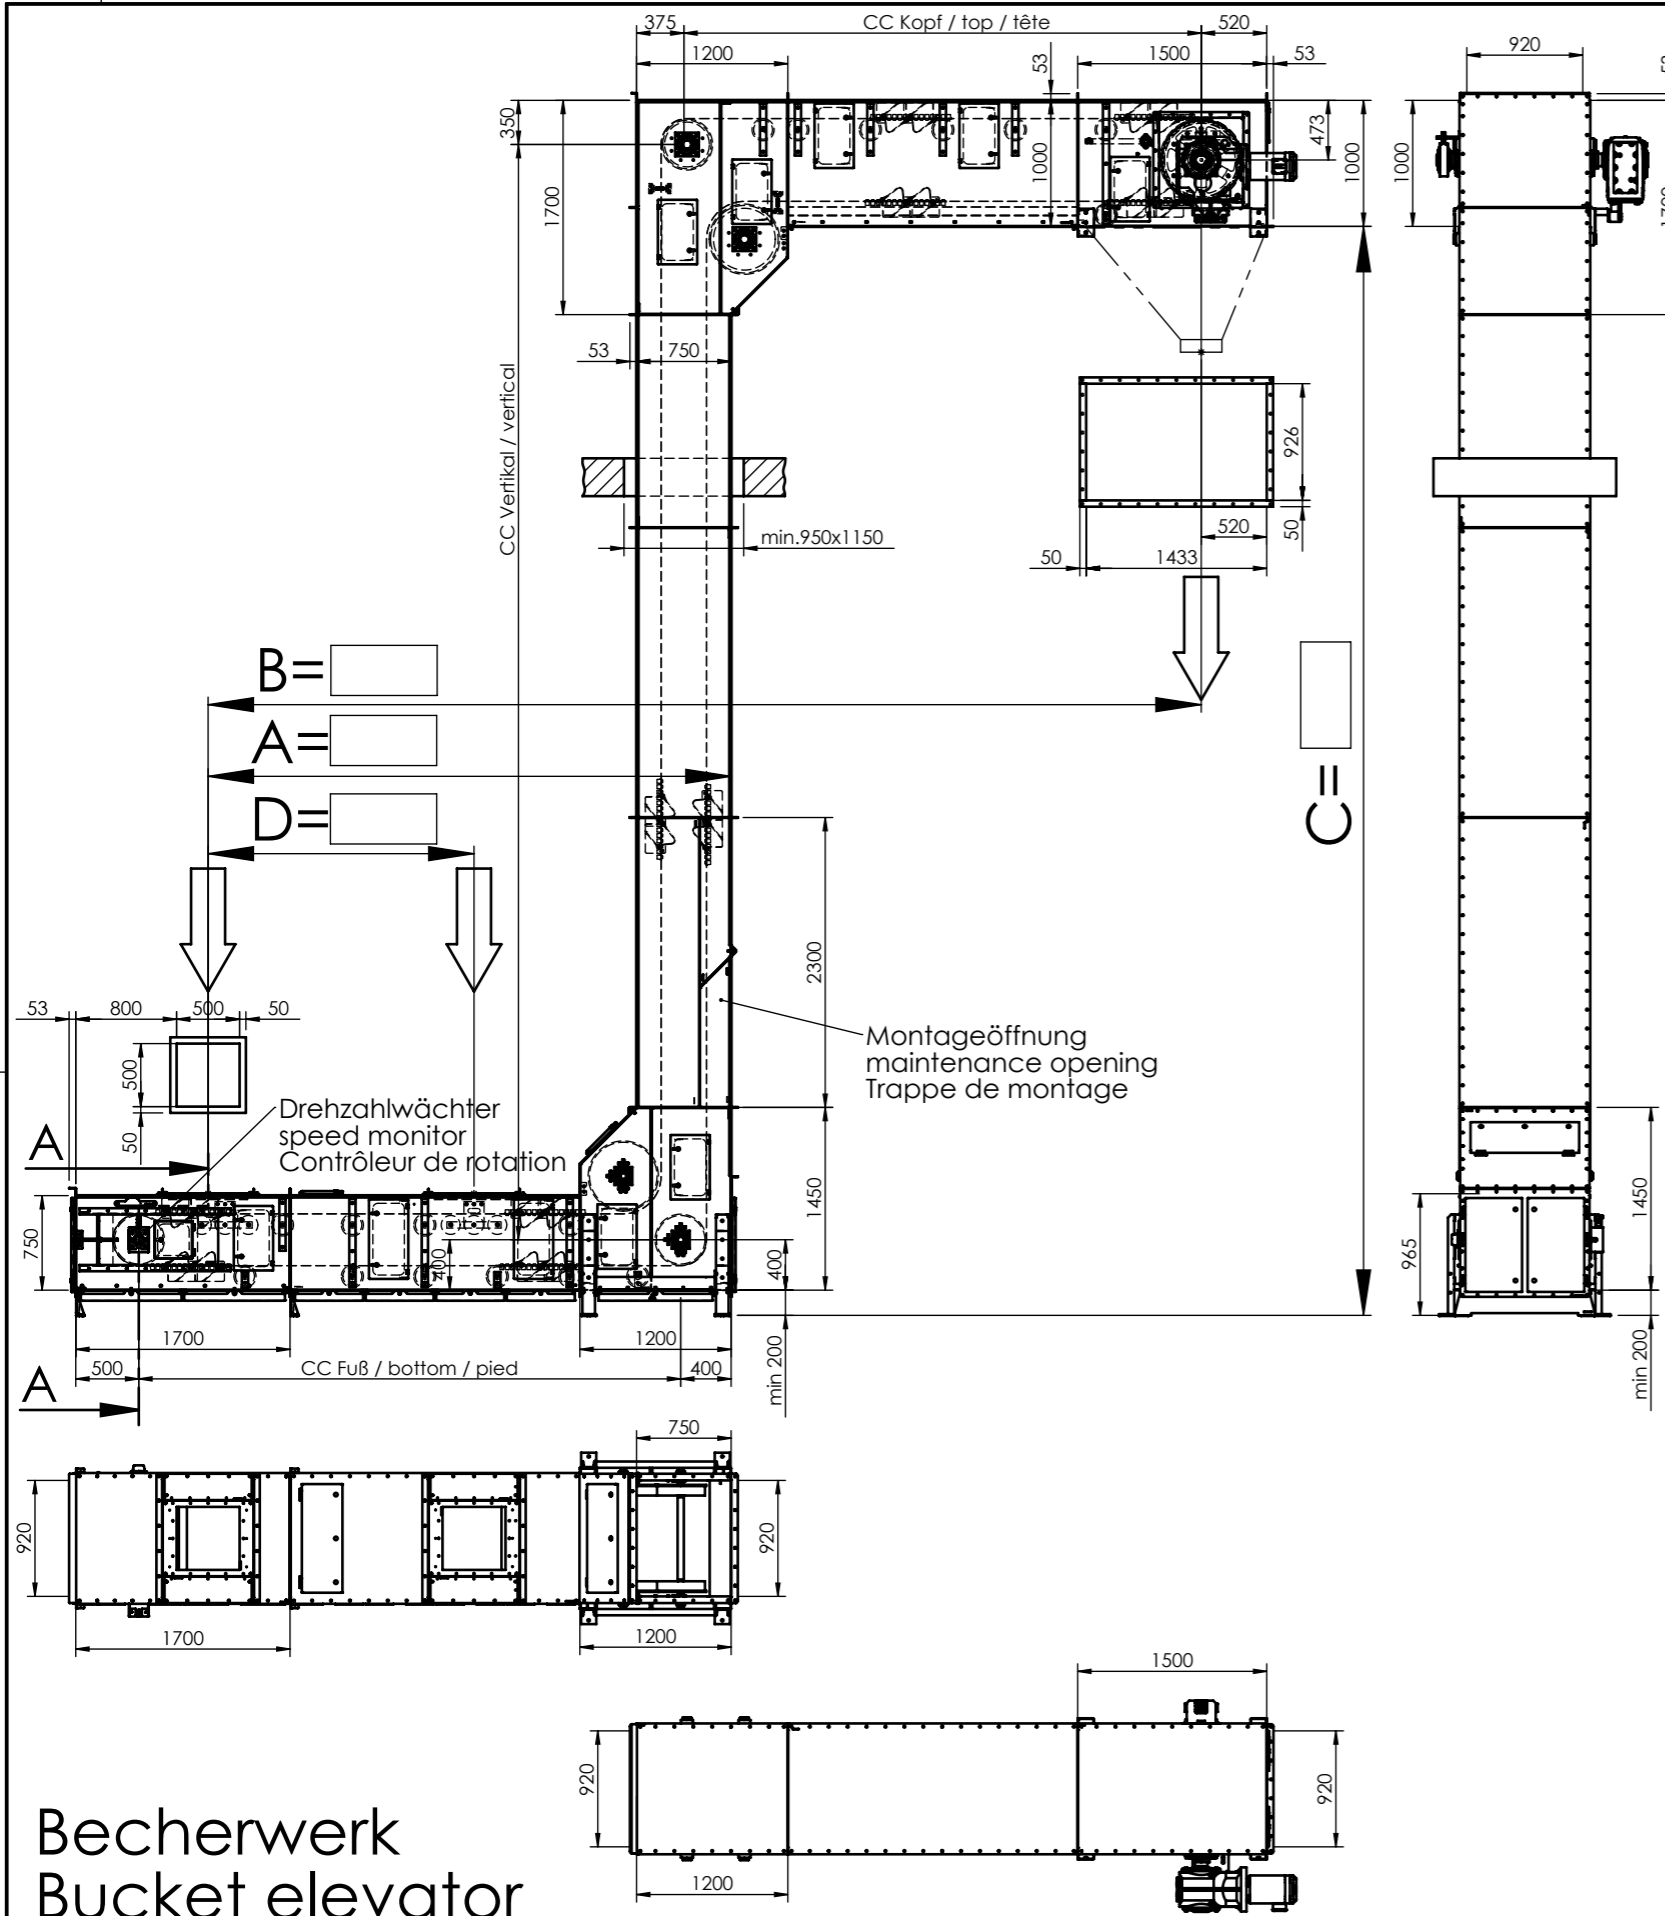 375
CC Kopf / top / tête
520
1200
53
1500
53
920
350
1700
1000
473
1000
1000
53
750
CC Vertikal / vertical
926
min.950x1150
520
50
50
1433
B=
A=
D=
C=
2300
53
800
500
50
500
50
Montageöffnung
maintenance opening
Trappe de montage
Drehzahlwächter
speed monitor
Contrôleur de rotation
A
1450
1450
750
400
400
965
1700
1200
min 200
min 200
500
CC Fuß / bottom / pied
400
A
750
920
920
1700
1200
1500
920
920
1200
Becherwerk
Bucket elevator